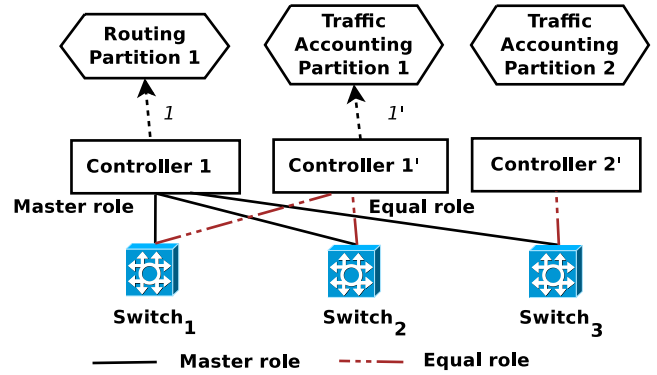 Routing
Partition 1
Traffic
Accounting
Partition 1
Traffic
Accounting
Partition 2
1
1'
Controller 1
Controller 1'
Controller 2'
Master role
Equal role
Switch1
Switch2
Switch3
Master role
Equal role